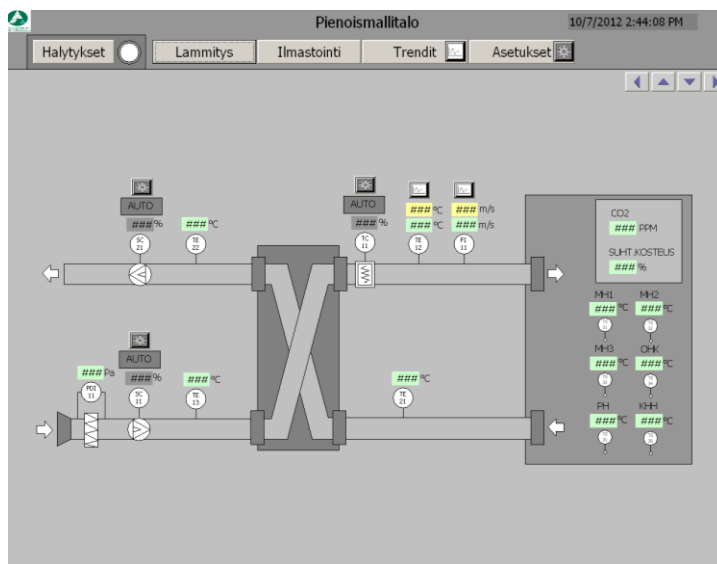 Pienoismallitalo
10/7/2012 2:44:08 PM
Halytykset
Lammitys
Ilmastointi
Trendit
Asetukset
AUTO
###%
SC 21
###ºC
TE 22
AUTO
###%
TC 11
###ºC
###ºC
TE 12
###m/s
###m/s
FI 11
CO2
### PPM
SUHT.KOSTEUS
###%
MH1
###ºC
MH2
###ºC
MH3
###ºC
OHK
###ºC
PH
###ºC
KHH
###ºC
###Pa
PDI 11
AUTO
###%
SC 11
###ºC
TE 13
###ºC
TE 21